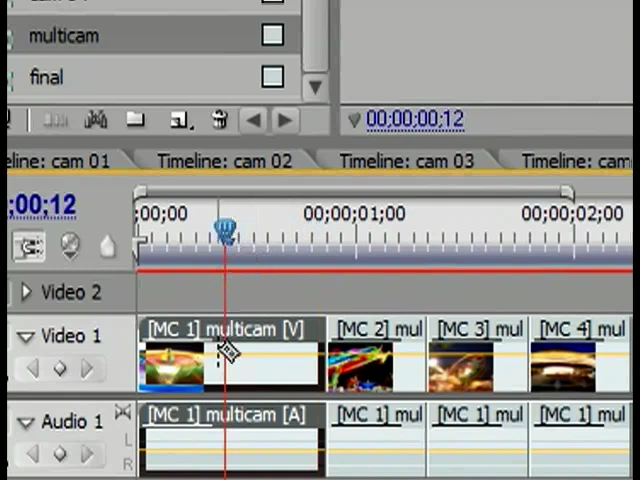 multicam
final
00;00;00;12
eline: cam 01
Timeline: cam 02
Timeline: cam 03
Timeline: cam
;00;12
;00;00
00;00;01;00
00;00;02;00
Video 2
Video 1
[MC 1] multicam [V]
[MC 2] mul
[MC 3] mul
[MC 4] mul
Audio 1
[MC 1] multicam [A]
[MC 1] mul
[MC 1] mul
[MC 1] mul
L
R